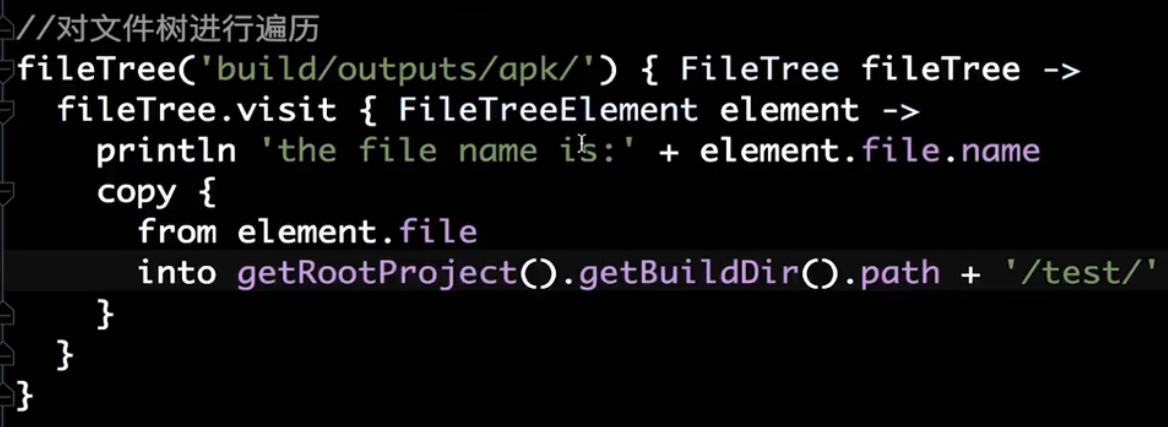 //对文件树进行遍历
fileTree('build/outputs/apk/') { FileTree fileTree ->
  fileTree.visit { FileTreeElement element ->
    println 'the file name is:' + element.file.name
    copy {
      from element.file
      into getRootProject().getBuildDir().path + '/test/'
    }
  }
}